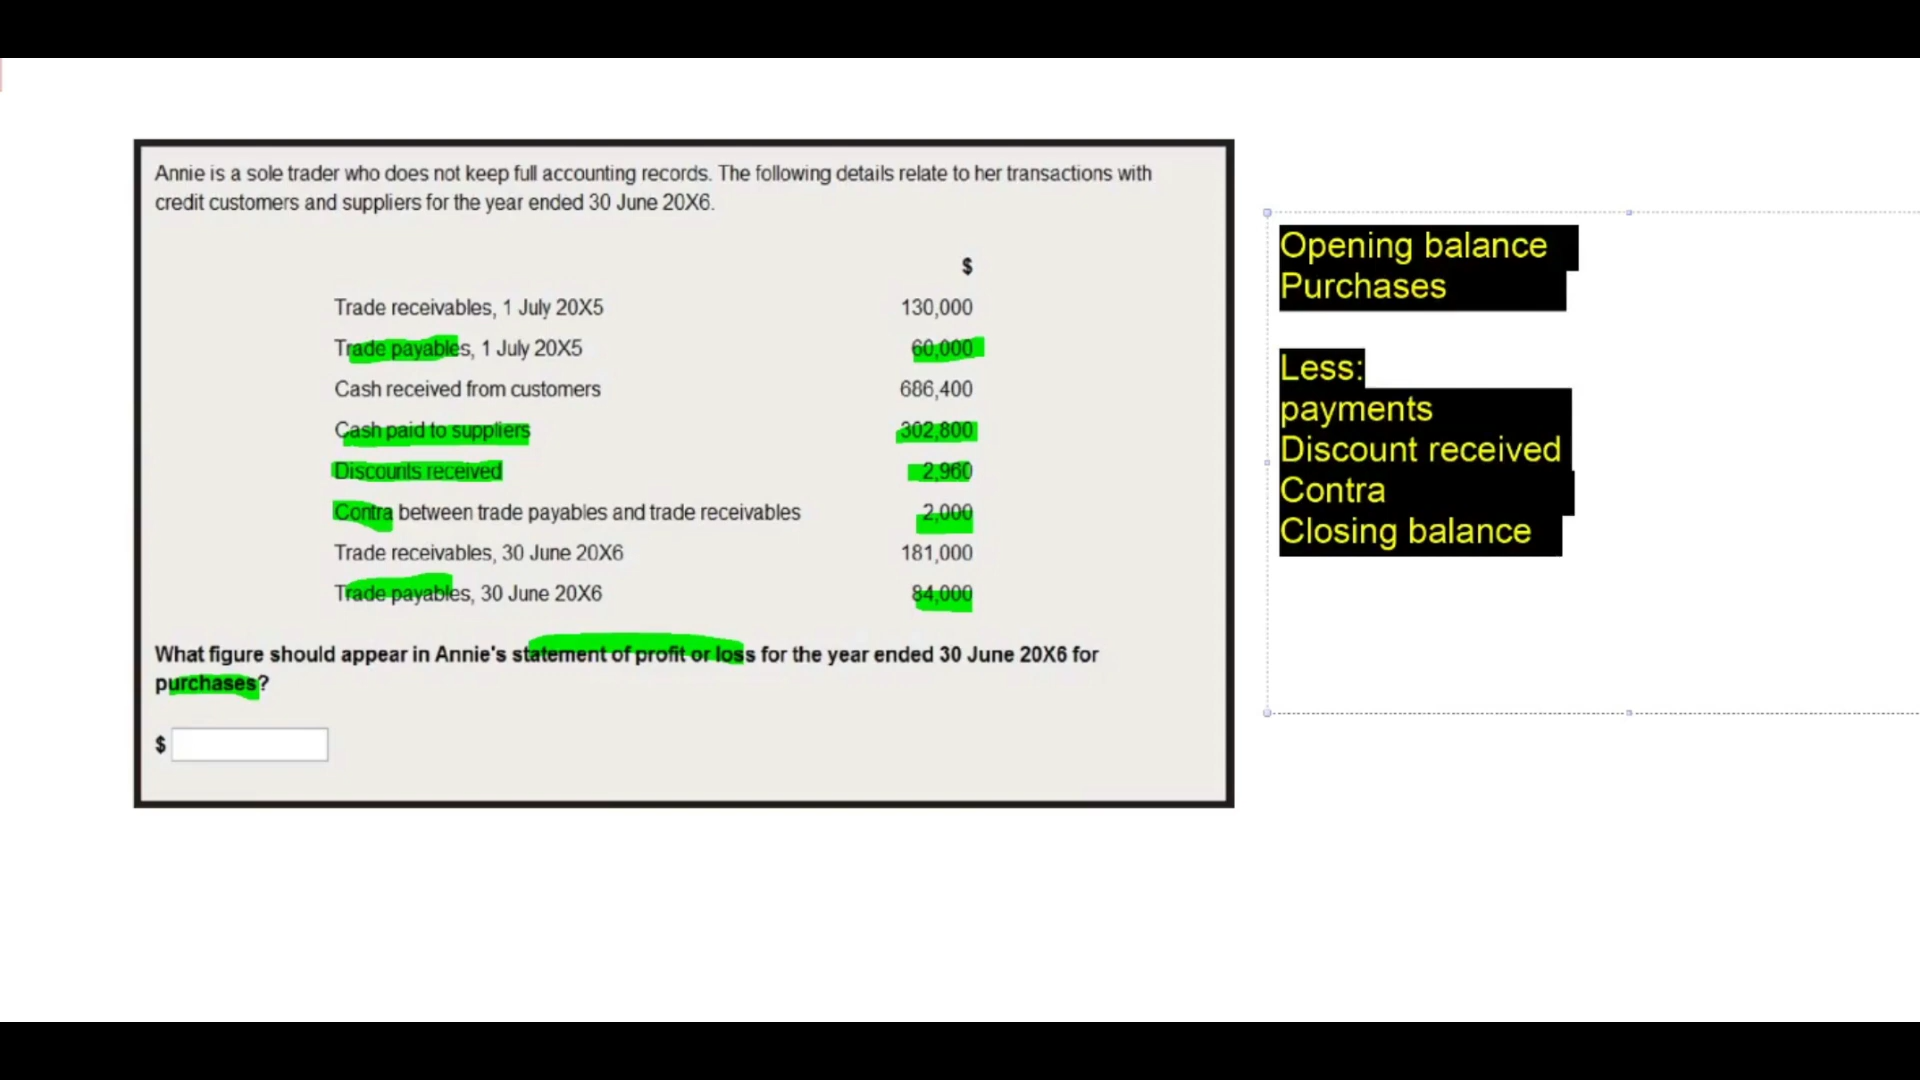 Annie is a sole trader who does not keep full accounting records. The following details relate to her transactions with
credit customers and suppliers for the year ended 30 June 20X6.
$
Trade receivables, 1 July 20X5 130,000
Trade payables, 1 July 20X5 60,000
Cash received from customers 686,400
Cash paid to suppliers 302,800
Discounts received 2,960
Contra between trade payables and trade receivables 2,000
Trade receivables, 30 June 20X6 181,000
Trade payables, 30 June 20X6 84,000
What figure should appear in Annie's statement of profit or loss for the year ended 30 June 20X6 for
purchases?
$
Opening balance
Purchases
Less:
payments
Discount received
Contra
Closing balance